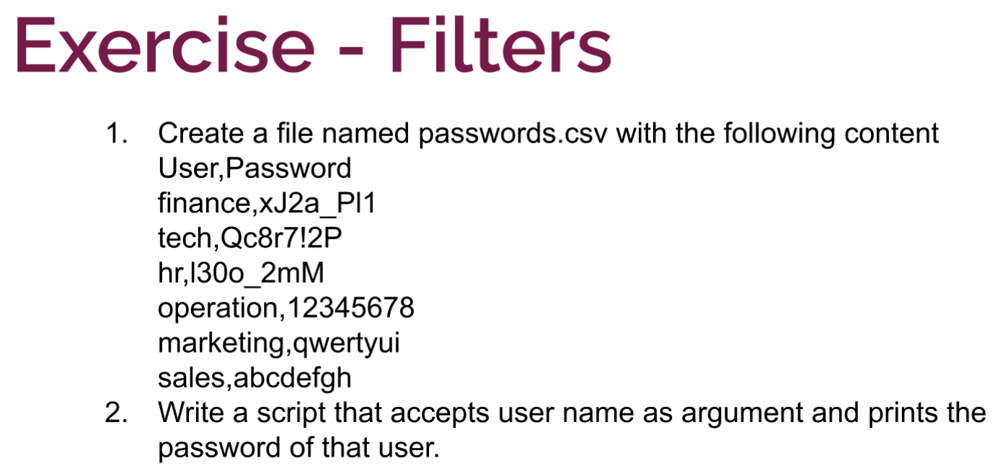 Exercise - Filters
1. Create a file named passwords.csv with the following content
User,Password
finance,xJ2a_Pl1
tech,Qc8r7!2P
hr,l30o_2mM
operation,12345678
marketing,qwertyui
sales,abcdefgh
2. Write a script that accepts user name as argument and prints the
password of that user.